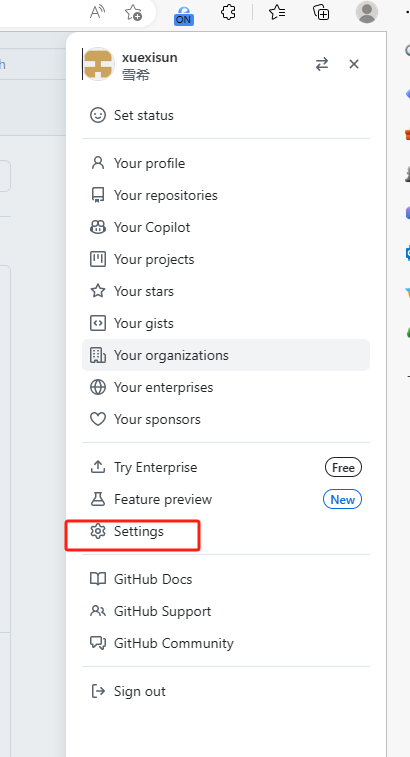 ON
h
xuexisun
雪希
Set status
Your profile
Your repositories
Your Copilot
Your projects
Your stars
Your gists
Your organizations
Your enterprises
Your sponsors
Try Enterprise Free
Feature preview New
Settings
GitHub Docs
GitHub Support
GitHub Community
Sign out